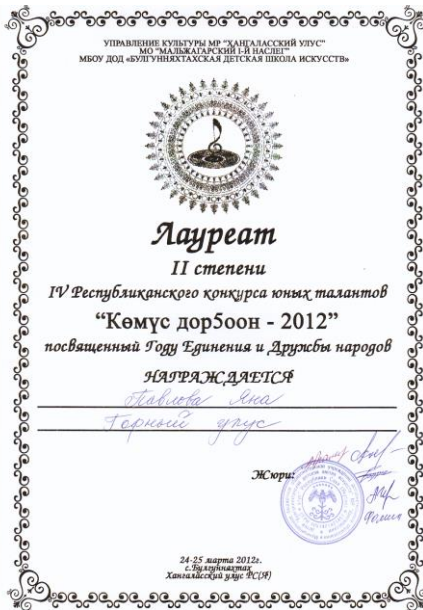 УПРАВЛЕНИЕ КУЛЬТУРЫ МР "ХАНГАЛАССКИЙ УЛУС"
МО "МАЛЬЖАГАРСКИЙ I-Й НАСЛЕГ"
МБОУ ДОД «БУЛГУННЯХТАХСКАЯ ДЕТСКАЯ ШКОЛА ИСКУССТВ»
Лауреат
II степени
IV Республиканского конкурса юных талантов
"Көмүс дор5оон - 2012"
посвященный Году Единения и Дружбы народов
НАГРАЖДАЕТСЯ
Павлова Яна
Горный улус
Жюри:
24-25 марта 2012г.
с.Булгунняхтах
Хангаласский улус РС(Я)